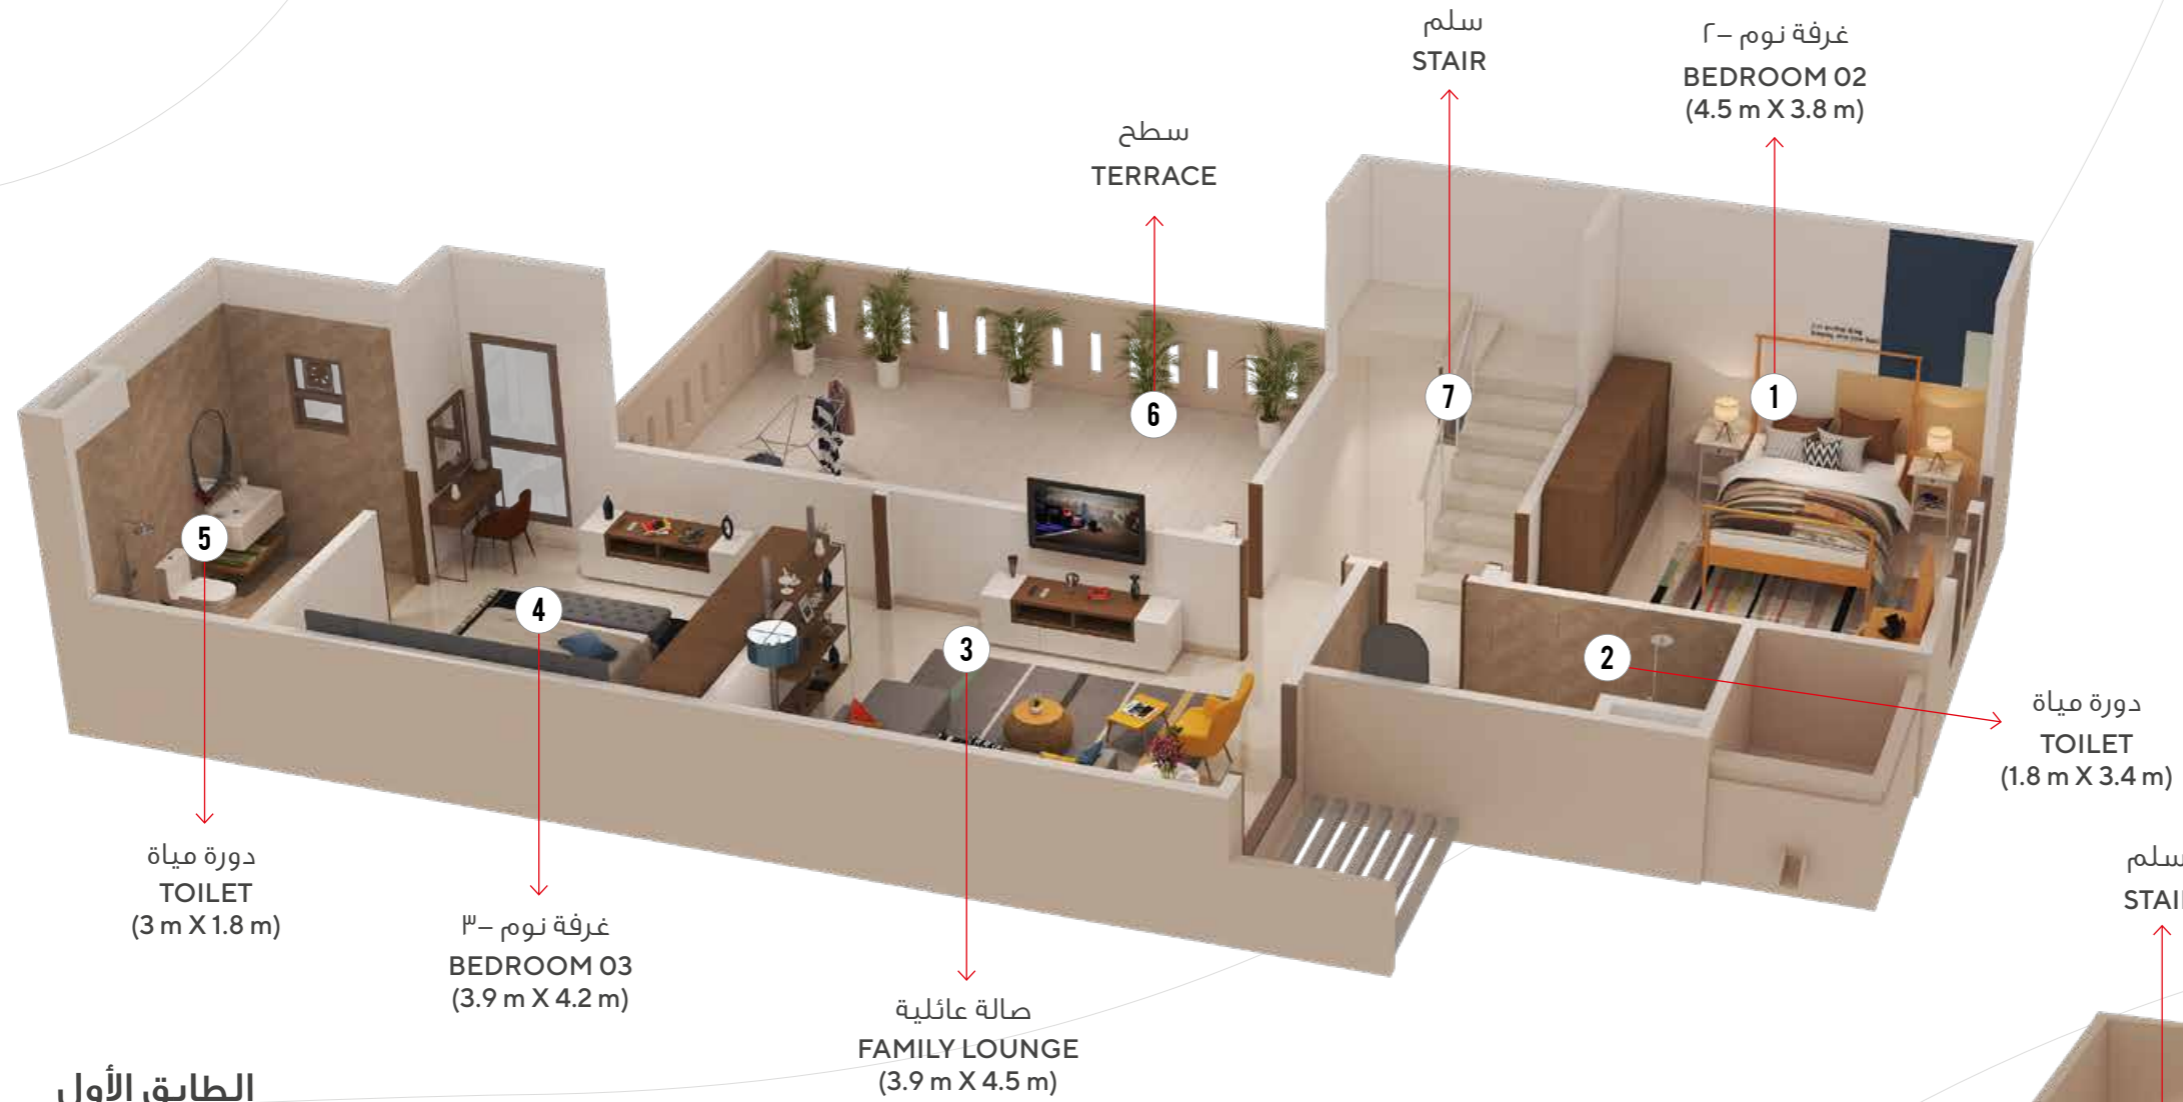 سلم
STAIR
غرفة نوم –٢
BEDROOM 02
(4.5 m X 3.8 m)
سطح
TERRACE
7
1
6
5
4
3
2
دورة مياة
TOILET
(1.8 m X 3.4 m)
دورة مياة
TOILET
(3 m X 1.8 m)
غرفة نوم –٣
BEDROOM 03
(3.9 m X 4.2 m)
صالة عائلية
FAMILY LOUNGE
(3.9 m X 4.5 m)
سلم
STAI
الطابق الأول